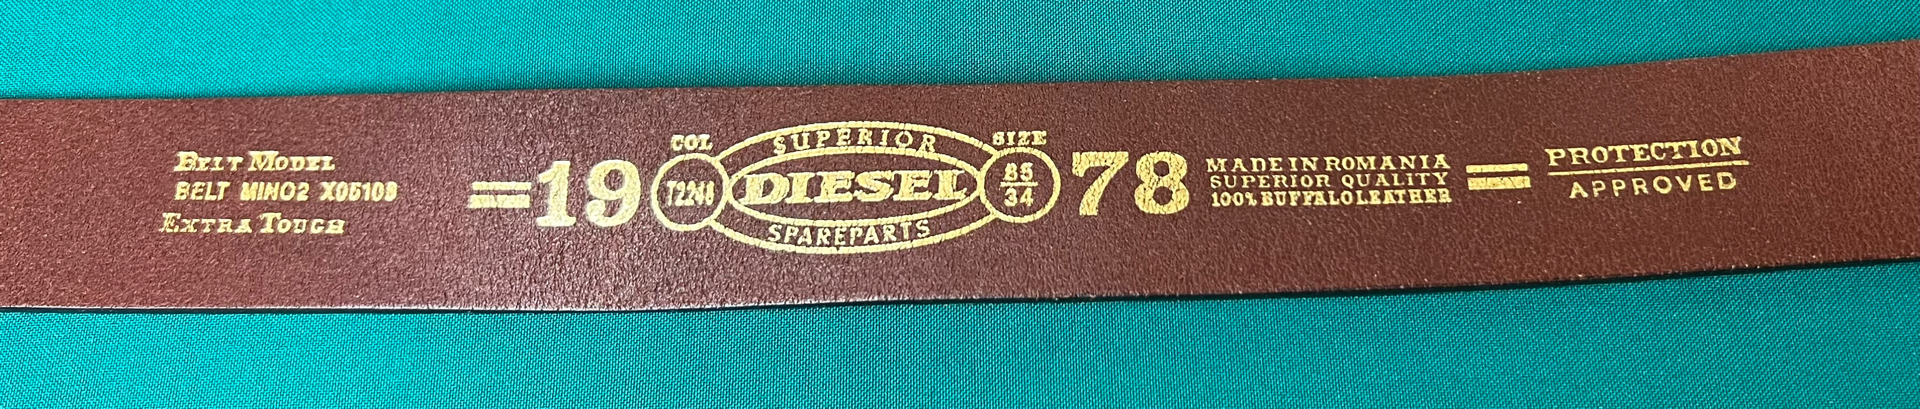 BELT MODEL
BELT MINO2 X05109
EXTRA TOUGH
=19
COL
T2248
SUPERIOR
DIESEL
SPAREPARTS
SIZE
85
34
78
MADE IN ROMANIA
SUPERIOR QUALITY
100% BUFFALO LEATHER
=
PROTECTION
APPROVED